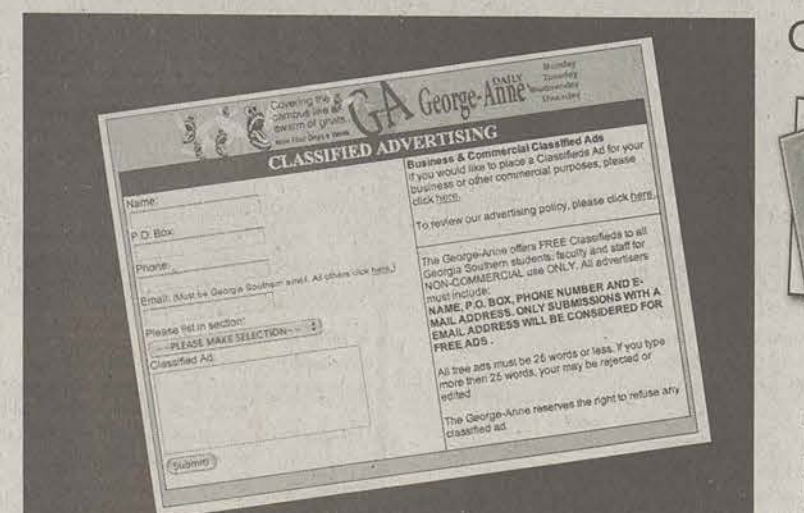 Covering the
campus like a
swarm of gnats
Now Four Days a Week
GA George-Anne
DAILY
Monday
Tuesday
Wednesday
Thursday
CLASSIFIED ADVERTISING
Name:
P.O. Box:
Phone:
Email: (Must be Georgia Southern email. All others click here.)
Please list in section:
--PLEASE MAKE SELECTION--
Classified Ad:
Submit
Business & Commercial Classified Ads
If you would like to place a Classifieds Ad for your
business or other commercial purposes, please
click here.
To review our advertising policy, please click here.
The George-Anne offers FREE Classifieds to all
Georgia Southern students, faculty and staff for
NON-COMMERCIAL use ONLY. All advertisers
must include:
NAME, P.O. BOX, PHONE NUMBER AND E-
MAIL ADDRESS. ONLY SUBMISSIONS WITH A
EMAIL ADDRESS WILL BE CONSIDERED FOR
FREE ADS .
All free ads must be 25 words or less. If you type
more then 25 words, your may be rejected or
edited
The George-Anne reserves the right to refuse any
classified ad